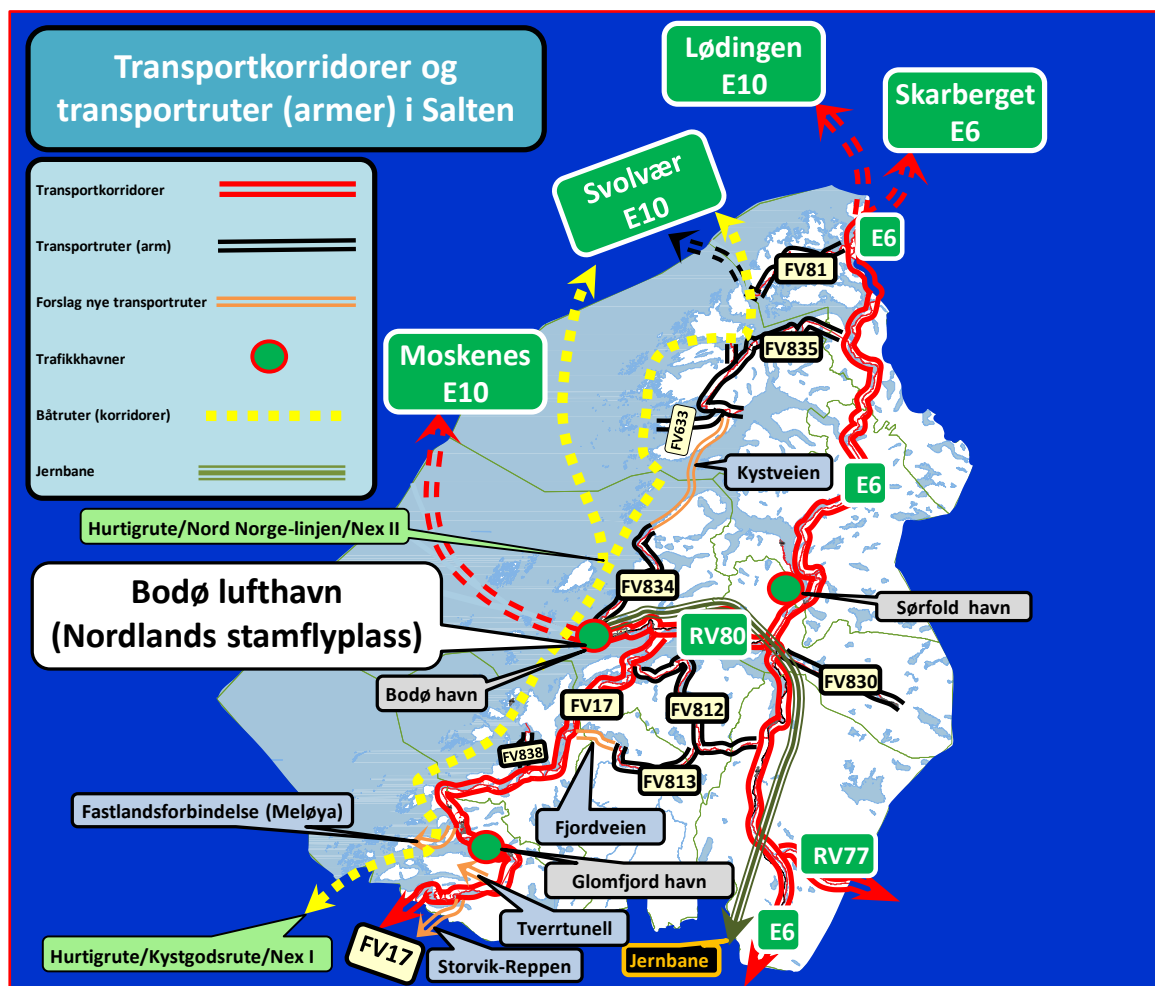 Transportkorridorer og
transportruter (armer) i Salten
Transportkorridorer
Transportruter (arm)
Forslag nye transportruter
Trafikkhavner
Båtruter (korridorer)
Jernbane
Lødingen
E10
Skarberget
E6
Svolvær
E10
E6
FV81
Moskenes
E10
FV835
FV633
Kystveien
E6
Hurtigrute/Nord Norge-linjen/Nex II
Bodø lufthavn
(Nordlands stamflyplass)
FV834
Sørfold havn
RV80
Bodø havn
FV830
FV17
FV812
FV838
FV813
Fastlandsforbindelse (Meløya)
Fjordveien
RV77
Glomfjord havn
Tverrtunell
E6
Hurtigrute/Kystgodsrute/Nex I
FV17
Storvik-Reppen
Jernbane